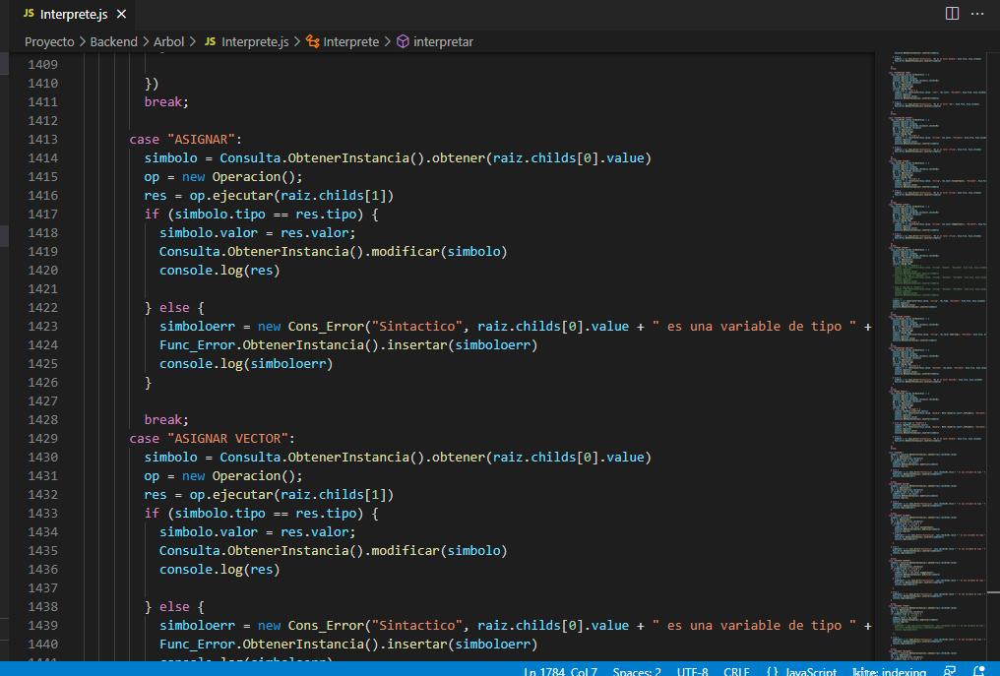 JS Interprete.js ×
Proyecto > Backend > Arbol > JS Interprete.js > Interprete > interpretar
1409
1410 })
1411 break;
1412
1413 case "ASIGNAR":
1414 simbolo = Consulta.ObtenerInstancia().obtener(raiz.childs[0].value)
1415 op = new Operacion();
1416 res = op.ejecutar(raiz.childs[1])
1417 if (simbolo.tipo == res.tipo) {
1418 simbolo.valor = res.valor;
1419 Consulta.ObtenerInstancia().modificar(simbolo)
1420 console.log(res)
1421
1422 } else {
1423 simboloerr = new Cons_Error("Sintactico", raiz.childs[0].value + " es una variable de tipo " +
1424 Func_Error.ObtenerInstancia().insertar(simboloerr)
1425 console.log(simboloerr)
1426 }
1427
1428 break;
1429 case "ASIGNAR VECTOR":
1430 simbolo = Consulta.ObtenerInstancia().obtener(raiz.childs[0].value)
1431 op = new Operacion();
1432 res = op.ejecutar(raiz.childs[1])
1433 if (simbolo.tipo == res.tipo) {
1434 simbolo.valor = res.valor;
1435 Consulta.ObtenerInstancia().modificar(simbolo)
1436 console.log(res)
1437
1438 } else {
1439 simboloerr = new Cons_Error("Sintactico", raiz.childs[0].value + " es una variable de tipo " +
1440 Func_Error.ObtenerInstancia().insertar(simboloerr)
1441 console.log(simboloerr)
Ln 1784, Col 7 Spaces: 2 UTF-8 CRLF {} JavaScript kite: indexing